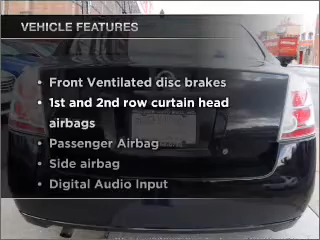 VEHICLE FEATURES
• Front Ventilated disc brakes
• 1st and 2nd row curtain head
airbags
• Passenger Airbag
• Side airbag
• Digital Audio Input